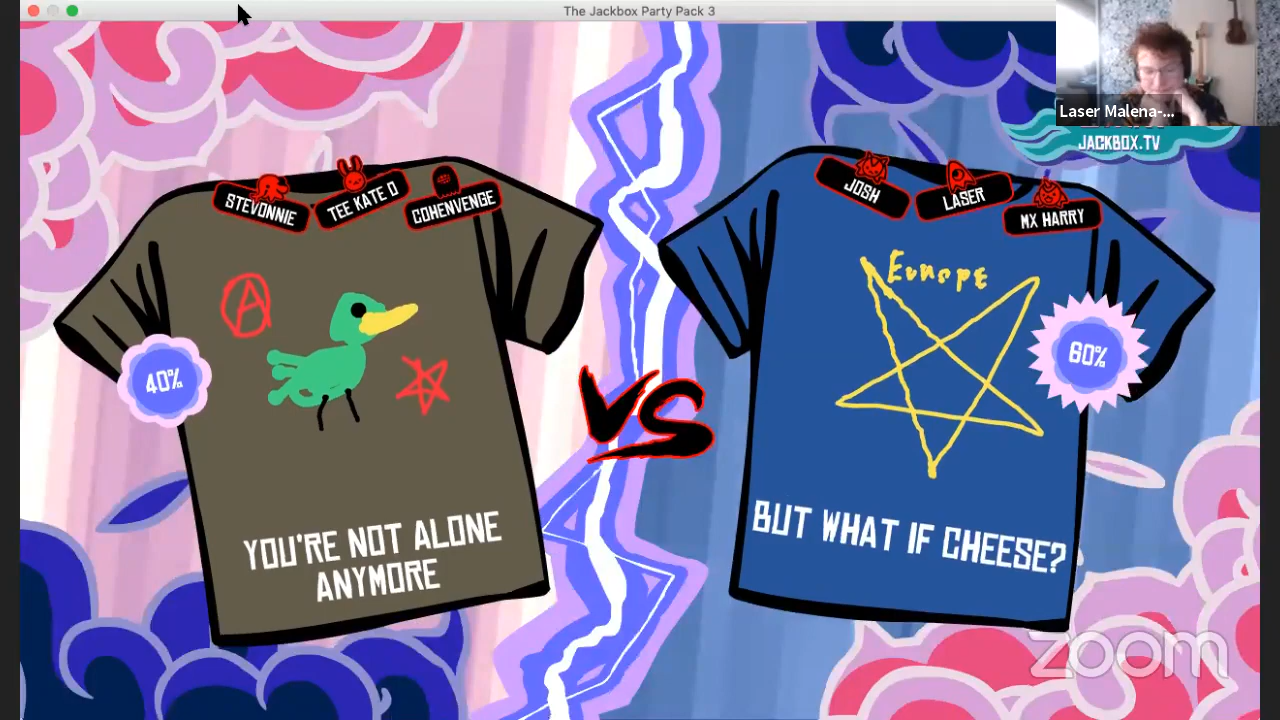 The Jackbox Party Pack 3
Laser Malena-...
JACKBOX.TV
STEVONNIE
TEE KATE O
COHENVENGE
JOSH
LASER
MX HARRY
A
Europe
40%
60%
VS
YOU'RE NOT ALONE
ANYMORE
BUT WHAT IF CHEESE?
zoom